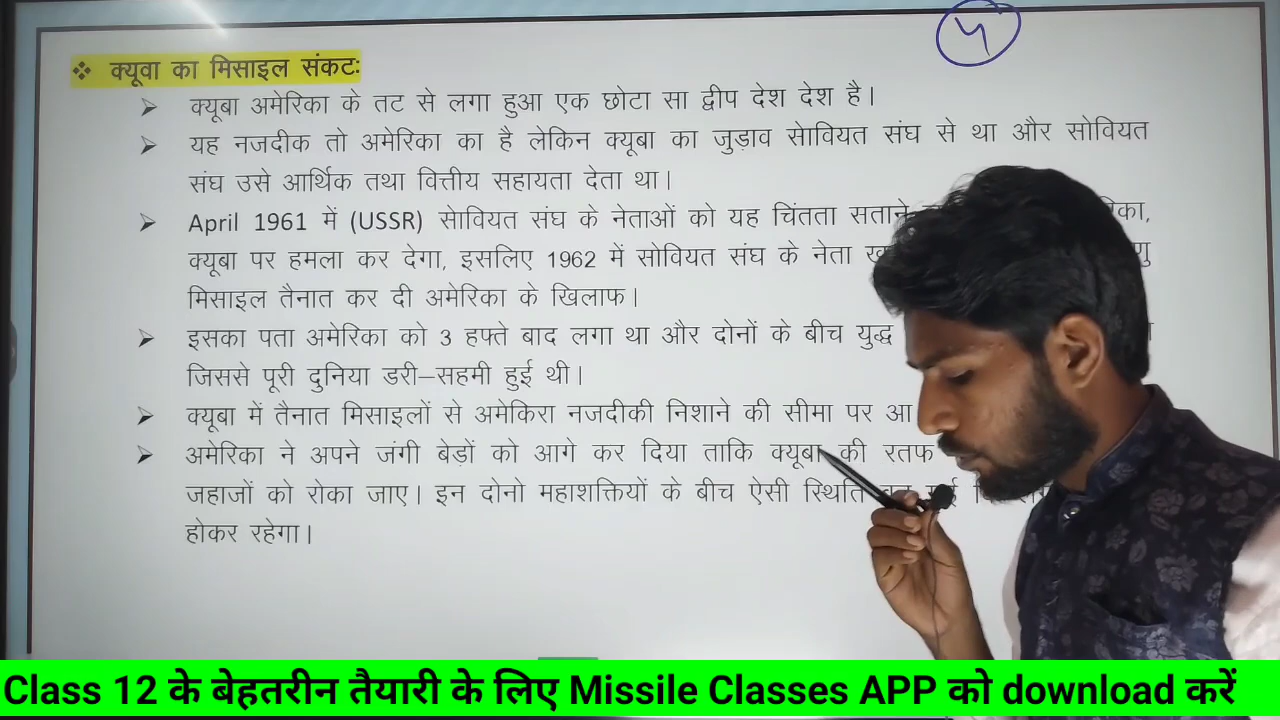 ५
❖ क्यूवा का मिसाइल संकटः
➢ क्यूबा अमेरिका के तट से लगा हुआ एक छोटा सा द्वीप देश देश है।
➢ यह नजदीक तो अमेरिका का है लेकिन क्यूबा का जुड़ाव सेावियत संघ से था और सोवियत
संघ उसे आर्थिक तथा वित्तीय सहायता देता था।
➢ April 1961 में (USSR) सेावियत संघ के नेताओं को यह चिंतता सताने
क्यूबा पर हमला कर देगा, इसलिए 1962 में सोवियत संघ के नेता
मिसाइल तैनात कर दी अमेरिका के खिलाफ।
➢ इसका पता अमेरिका को 3 हफ्ते बाद लगा था और दोनों के बीच युद्ध
जिससे पूरी दुनिया डरी–सहमी हुई थी।
➢ क्यूबा में तैनात मिसाइलों से अमेकिरा नजदीकी निशाने की सीमा पर आ
➢ अमेरिका ने अपने जंगी बेड़ों को आगे कर दिया ताकि क्यूबा की रतफ
जहाजों को रोका जाए। इन दोनो महाशक्तियों के बीच ऐसी स्थिति
होकर रहेगा।
Class 12 के बेहतरीन तैयारी के लिए Missile Classes APP को download करें